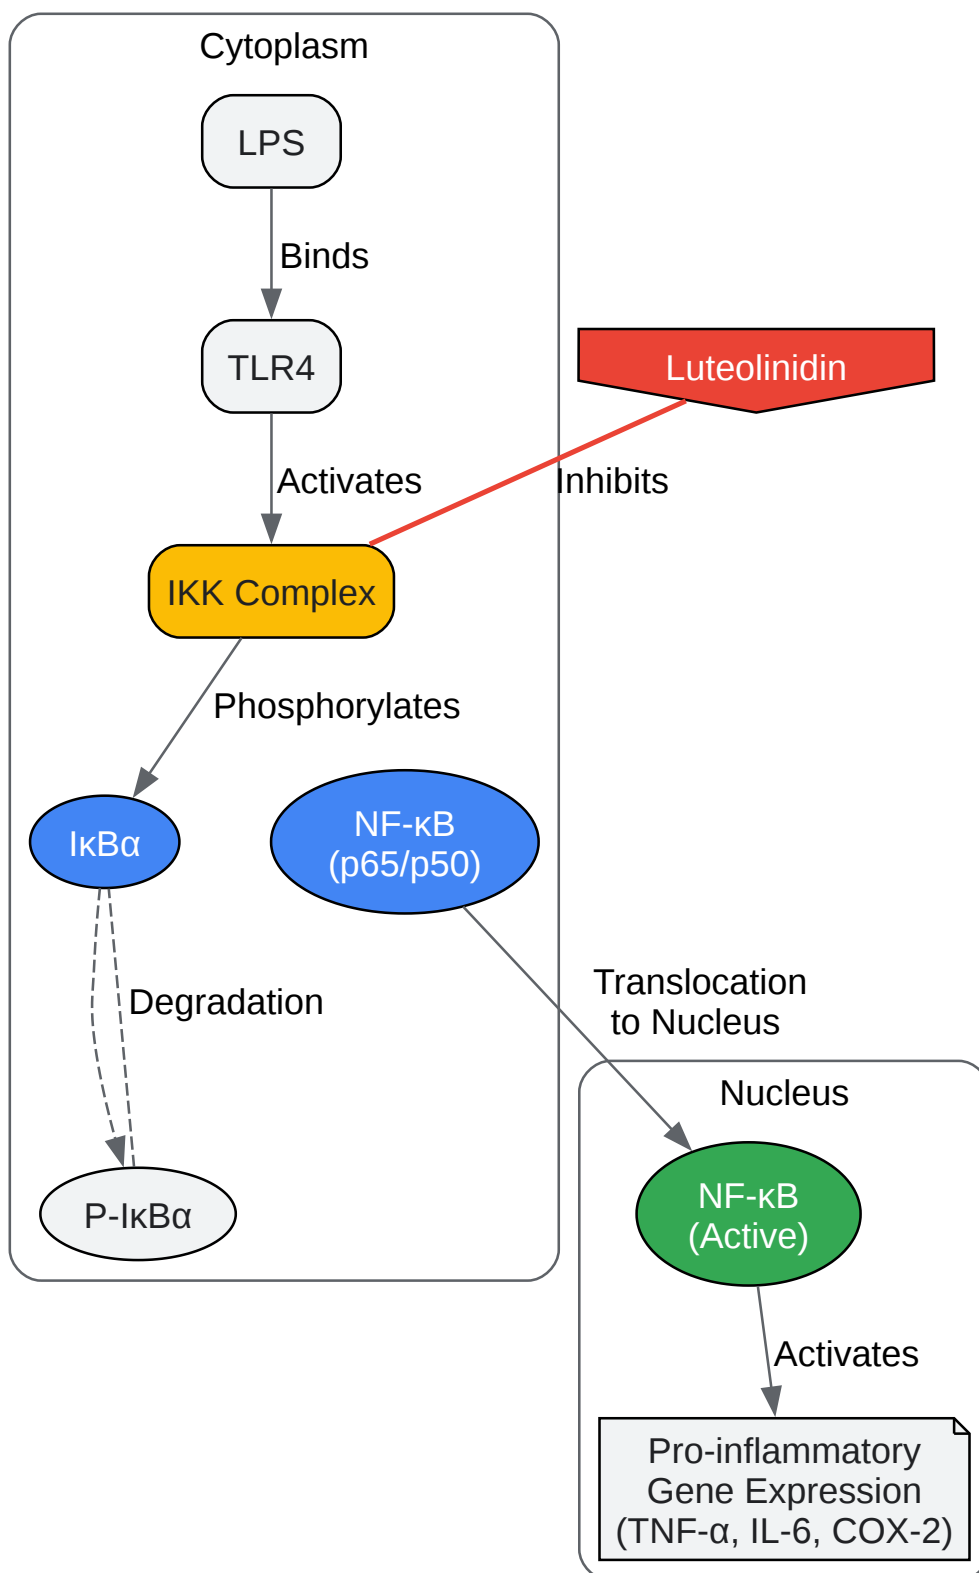 Cytoplasm
LPS
Binds
TLR4
Luteolinidin
Activates
Inhibits
IKK Complex
Phosphorylates
IκBα
NF-κB
(p65/p50)
Degradation
Translocation
to Nucleus
Nucleus
P-IκBα
NF-κB
(Active)
Activates
Pro-inflammatory
Gene Expression
(TNF-α, IL-6, COX-2)